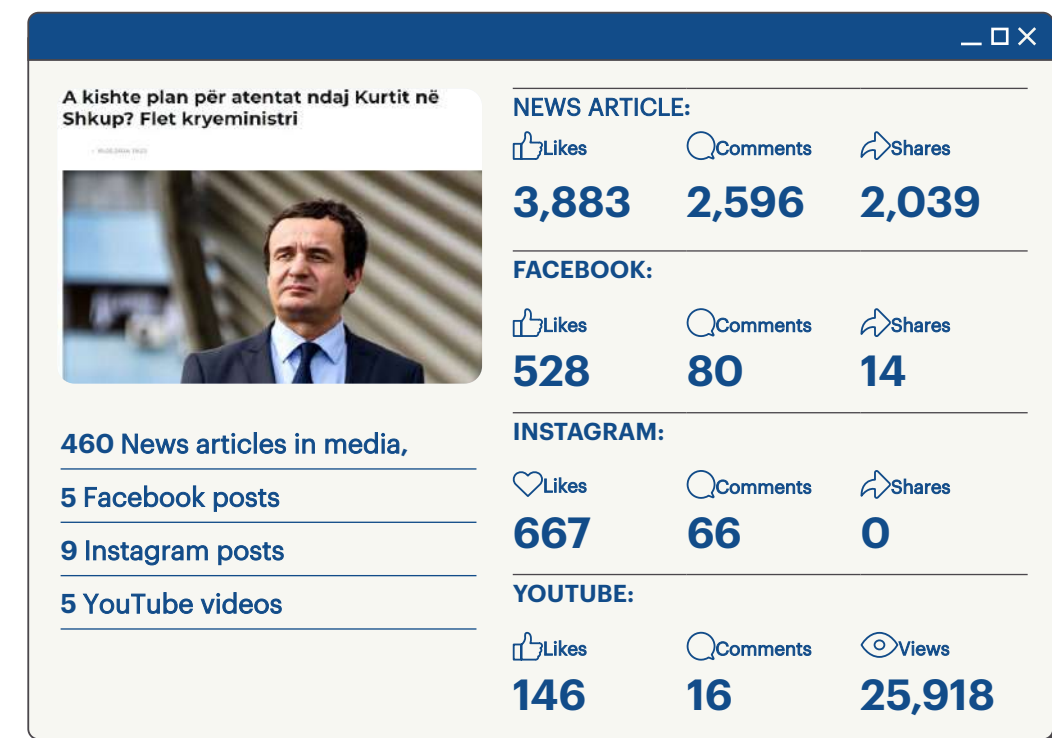 A kishte plan për atentat ndaj Kurtit në
Shkup? Flet kryeministri
460 News articles in media,
5 Facebook posts
9 Instagram posts
5 YouTube videos
NEWS ARTICLE:
Likes Comments Shares
3,883 2,596 2,039
FACEBOOK:
Likes Comments Shares
528 80 14
INSTAGRAM:
Likes Comments Shares
667 66 0
YOUTUBE:
Likes Comments Views
146 16 25,918